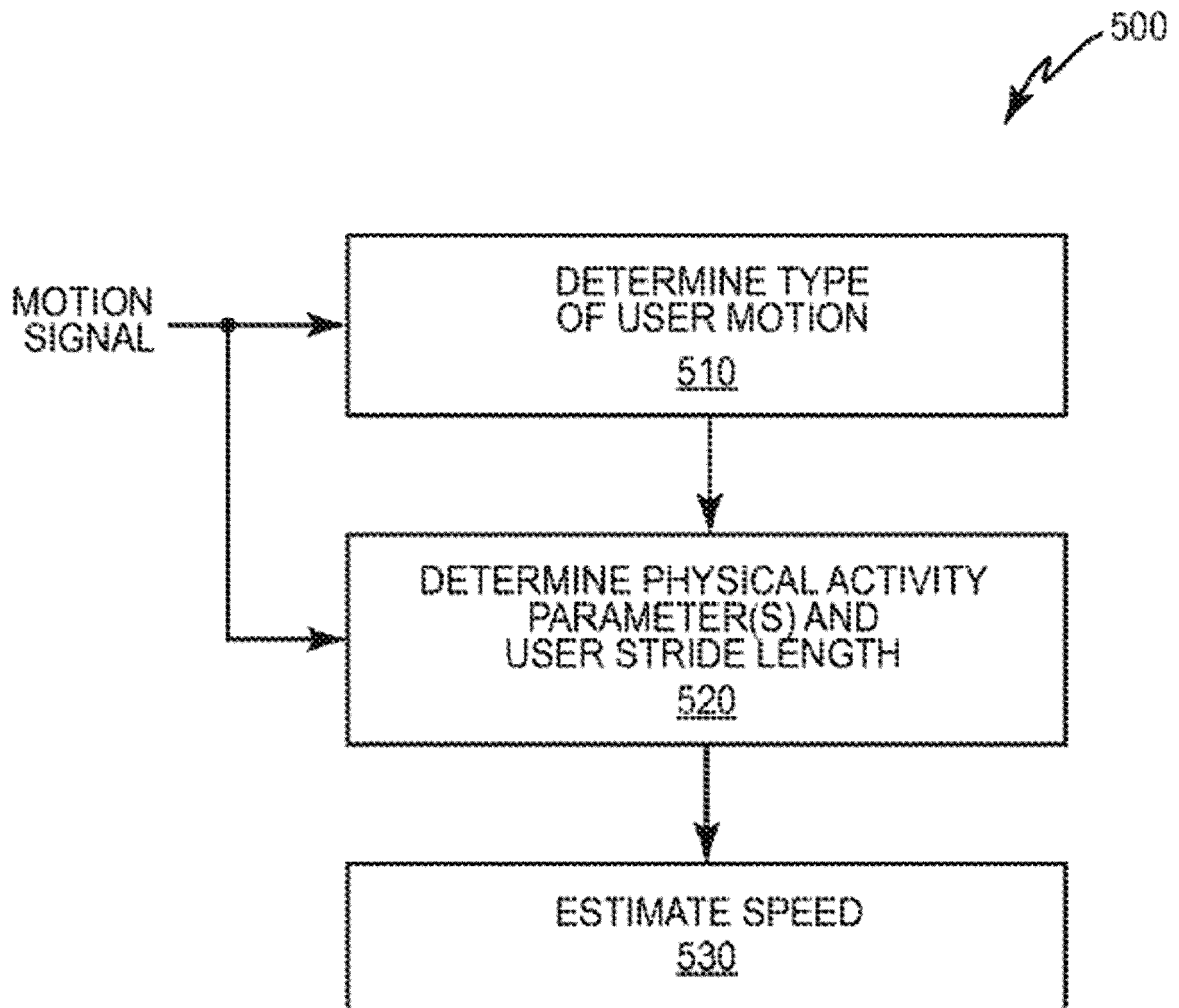 500
DETERMINE TYPE
OF USER MOTION
510
MOTION
SIGNAL
DETERMINE PHYSICAL ACTIVITY
PARAMETER(S) AND
USER STRIDE LENGTH
520
ESTIMATE SPEED
530